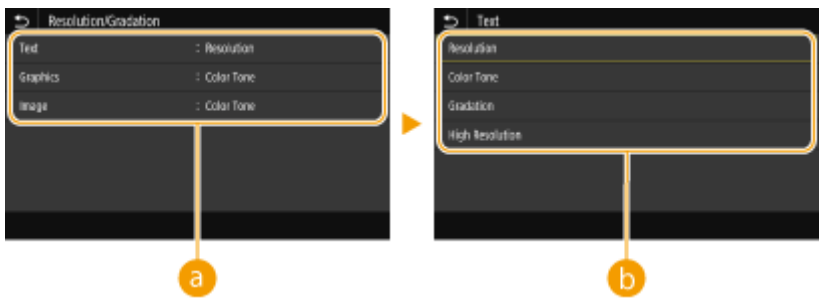 Resolution/Gradation
Text : Resolution
Graphics : Color Tone
Image : Color Tone
a
Text
Resolution
Color Tone
Gradation
High Resolution
b